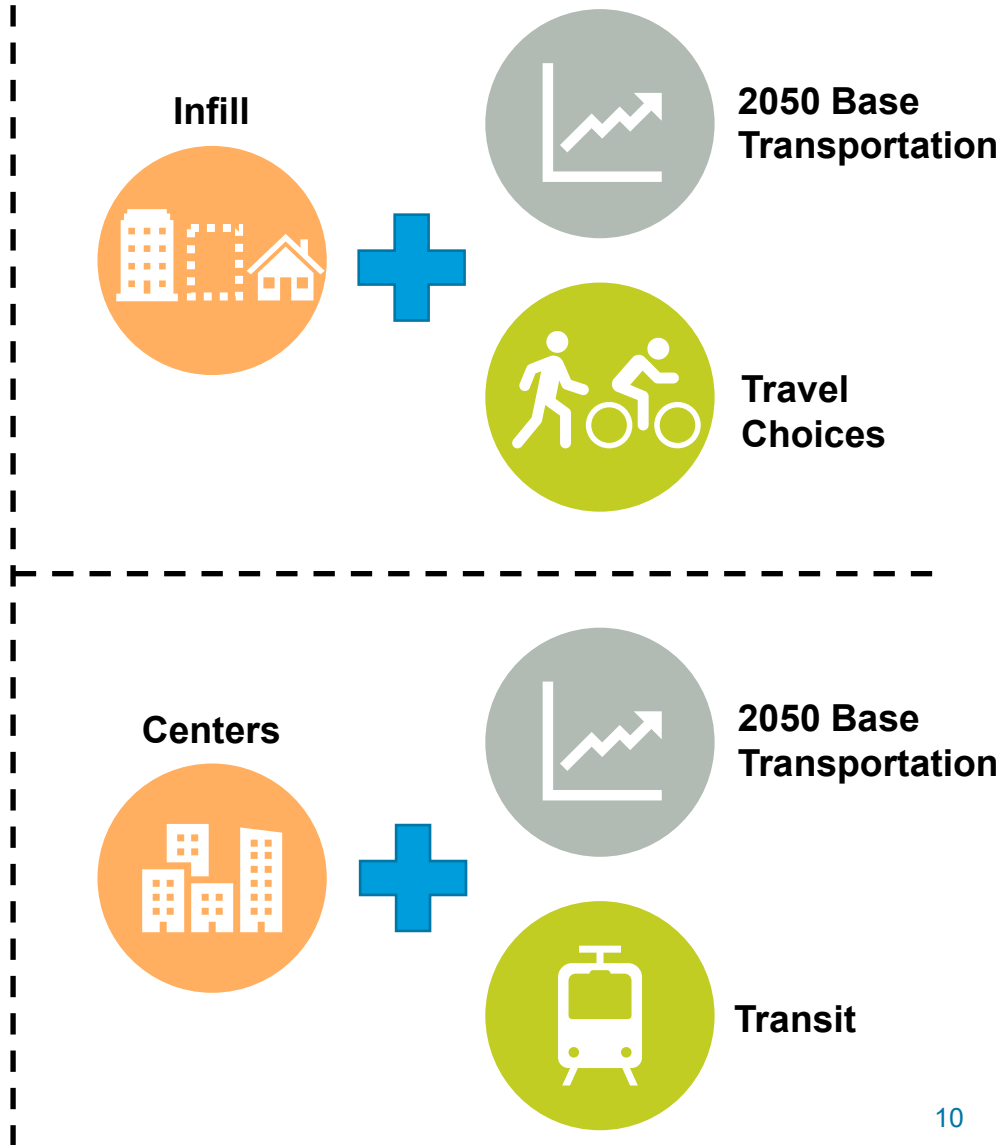 Infill
2050 Base
Transportation
Travel
Choices
Centers
2050 Base
Transportation
Transit
10